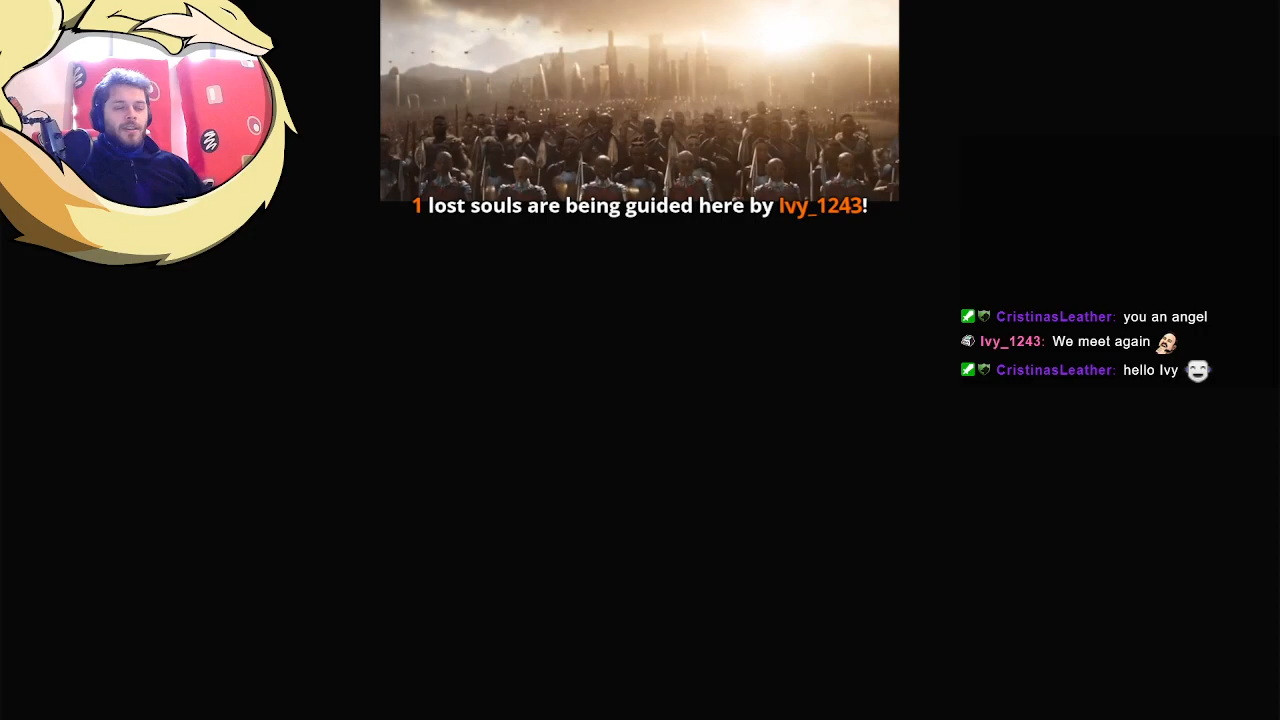 1 lost souls are being guided here by Ivy_1243!
CristinasLeather: you an angel
Ivy_1243: We meet again
CristinasLeather: hello Ivy